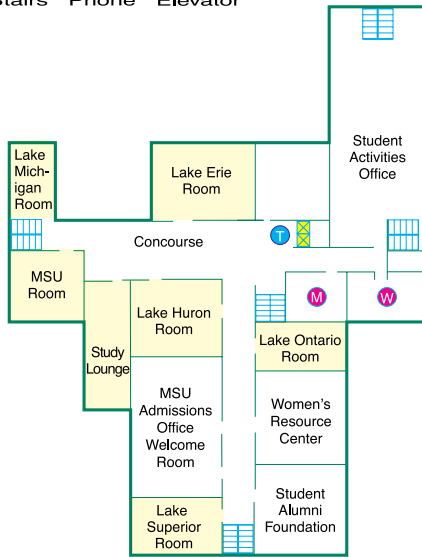 Stairs Phone Elevator
Student
Activities
Office
Lake
Mich-
igan
Room
Lake Erie
Room
T
Concourse
MSU
Room
M
W
Lake Huron
Room
Study
Lounge
Lake Ontario
Room
MSU
Admissions
Office
Welcome
Room
Women's
Resource
Center
Lake
Superior
Room
Student
Alumni
Foundation